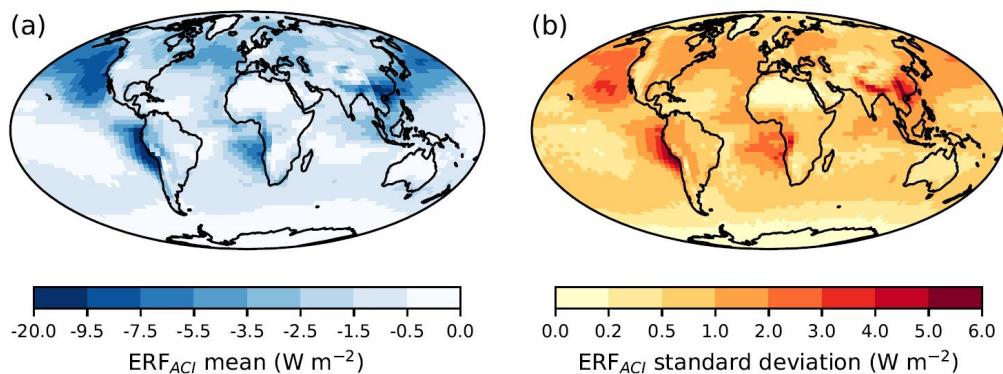 (a)
-20.0 -9.5 -7.5 -5.5 -3.5 -2.5 -1.5 -0.5 0.0
ERF_ACI mean (W m⁻²)
(b)
0.0 0.2 0.5 1.0 2.0 3.0 4.0 5.0 6.0
ERF_ACI standard deviation (W m⁻²)